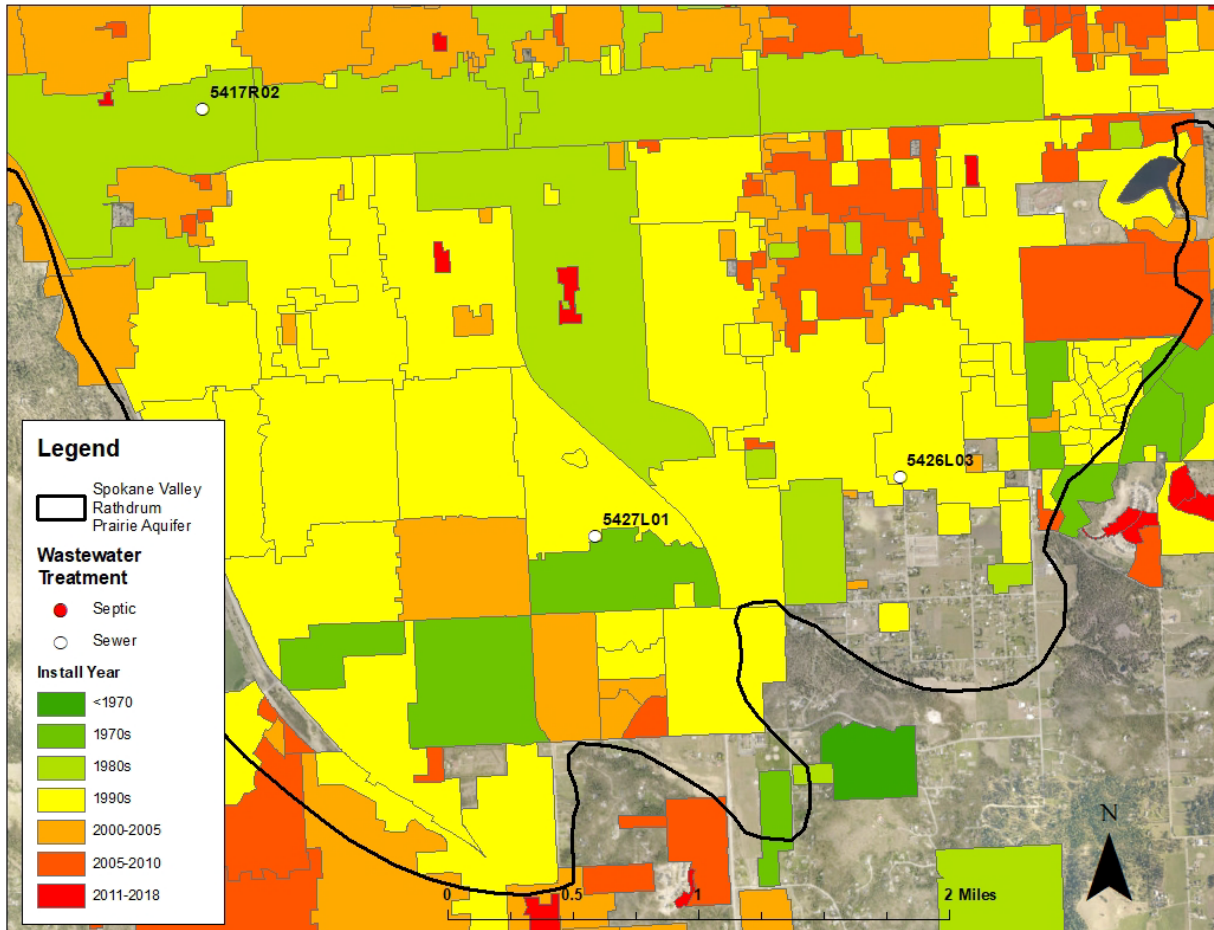 5417R02
5426L03
5427L01
Legend
Spokane Valley
Rathdrum
Prairie Aquifer
Wastewater
Treatment
Septic
Sewer
Install Year
<1970
1970s
1980s
1990s
2000-2005
2005-2010
2011-2018
N
0 0.5 1 2 Miles